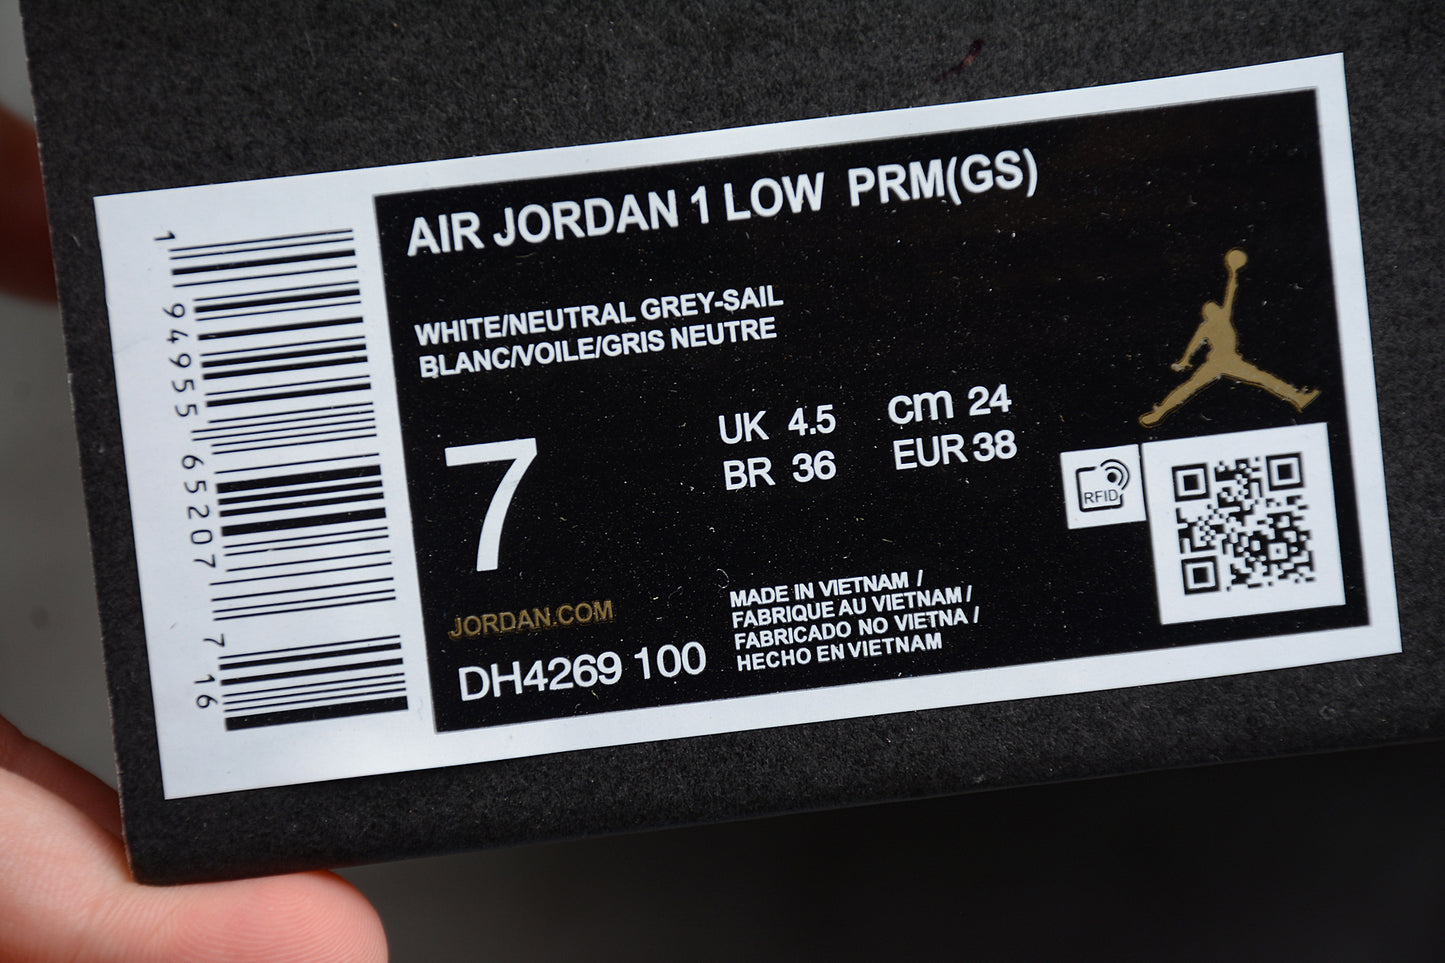 AIR JORDAN 1 LOW PRM(GS)
WHITE/NEUTRAL GREY-SAIL
BLANC/VOILE/GRIS NEUTRE
7
UK 4.5
cm 24
BR 36
EUR 38
RFID
JORDAN.COM
DH4269 100
MADE IN VIETNAM /
FABRIQUE AU VIETNAM /
FABRICADO NO VIETNA /
HECHO EN VIETNAM
1 94955 65207 7 16